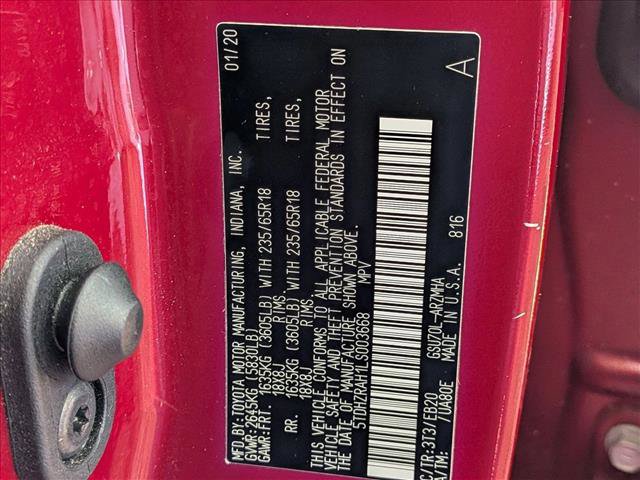 MFD.BY:TOYOTA MOTOR MANUFACTURING, INDIANA, INC. 01/20
GVWR:2645KG (5830LB)
GAWR:FRT. 1635KG (3605LB) WITH 235/65R18 TIRES,
18X8J RIMS,
RR. 1635KG (3605LB) WITH 235/65R18 TIRES,
18X8J RIMS.
THIS VEHICLE CONFORMS TO ALL APPLICABLE FEDERAL MOTOR
VEHICLE SAFETY AND THEFT PREVENTION STANDARDS IN EFFECT ON
THE DATE OF MANUFACTURE SHOWN ABOVE.
5TDHZRAH1LS003668 MPV
C/TR:3T3/EB20 GSU70L-ARZMHA 816 A
A/TM: /UA80E MADE IN U.S.A.